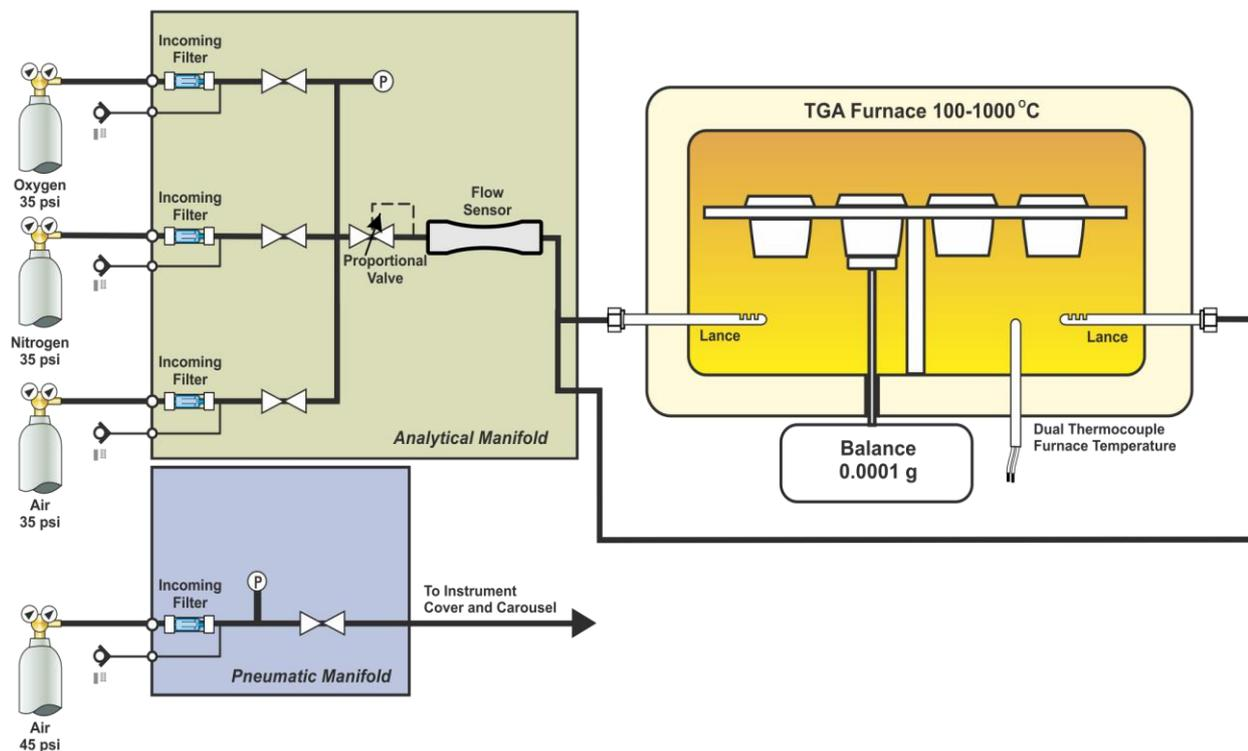 Incoming
Filter
P
Oxygen
35 psi
Incoming
Filter
Flow
Sensor
Proportional
Valve
Nitrogen
35 psi
Incoming
Filter
Analytical Manifold
Air
35 psi
TGA Furnace 100-1000 °C
Lance
Lance
Balance
0.0001 g
Dual Thermocouple
Furnace Temperature
Incoming
Filter
P
To Instrument
Cover and Carousel
Pneumatic Manifold
Air
45 psi